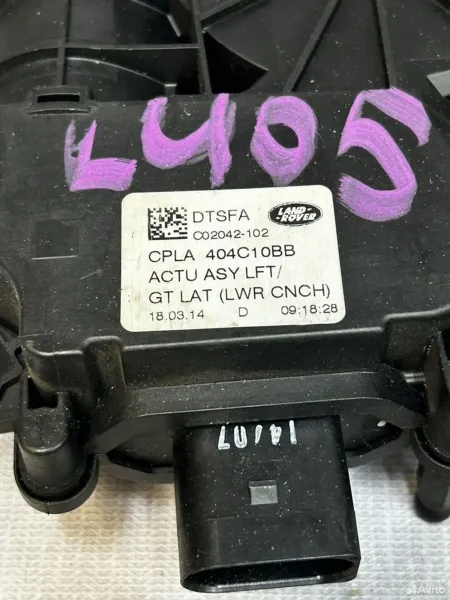 L405
DTSFA
LAND-
ROVER
C02042-102
CPLA 404C10BB
ACTU ASY LFT/
GT LAT (LWR CNCH)
18.03.14 D 09:18:28
14/07
Avito